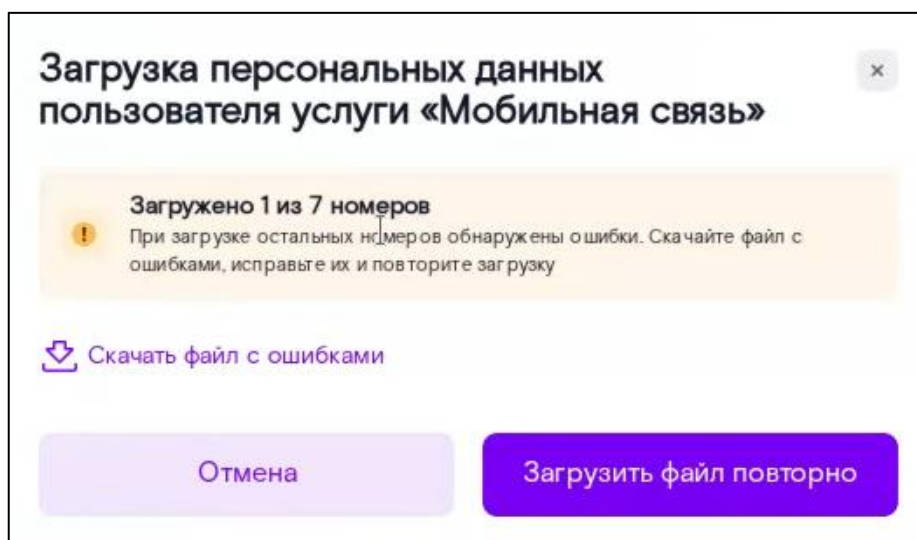 Загрузка персональных данных
пользователя услуги «Мобильная связь»
Загружено 1 из 7 номеров
При загрузке остальных номеров обнаружены ошибки. Скачайте файл с
ошибками, исправьте их и повторите загрузку
Скачать файл с ошибками
Отмена
Загрузить файл повторно